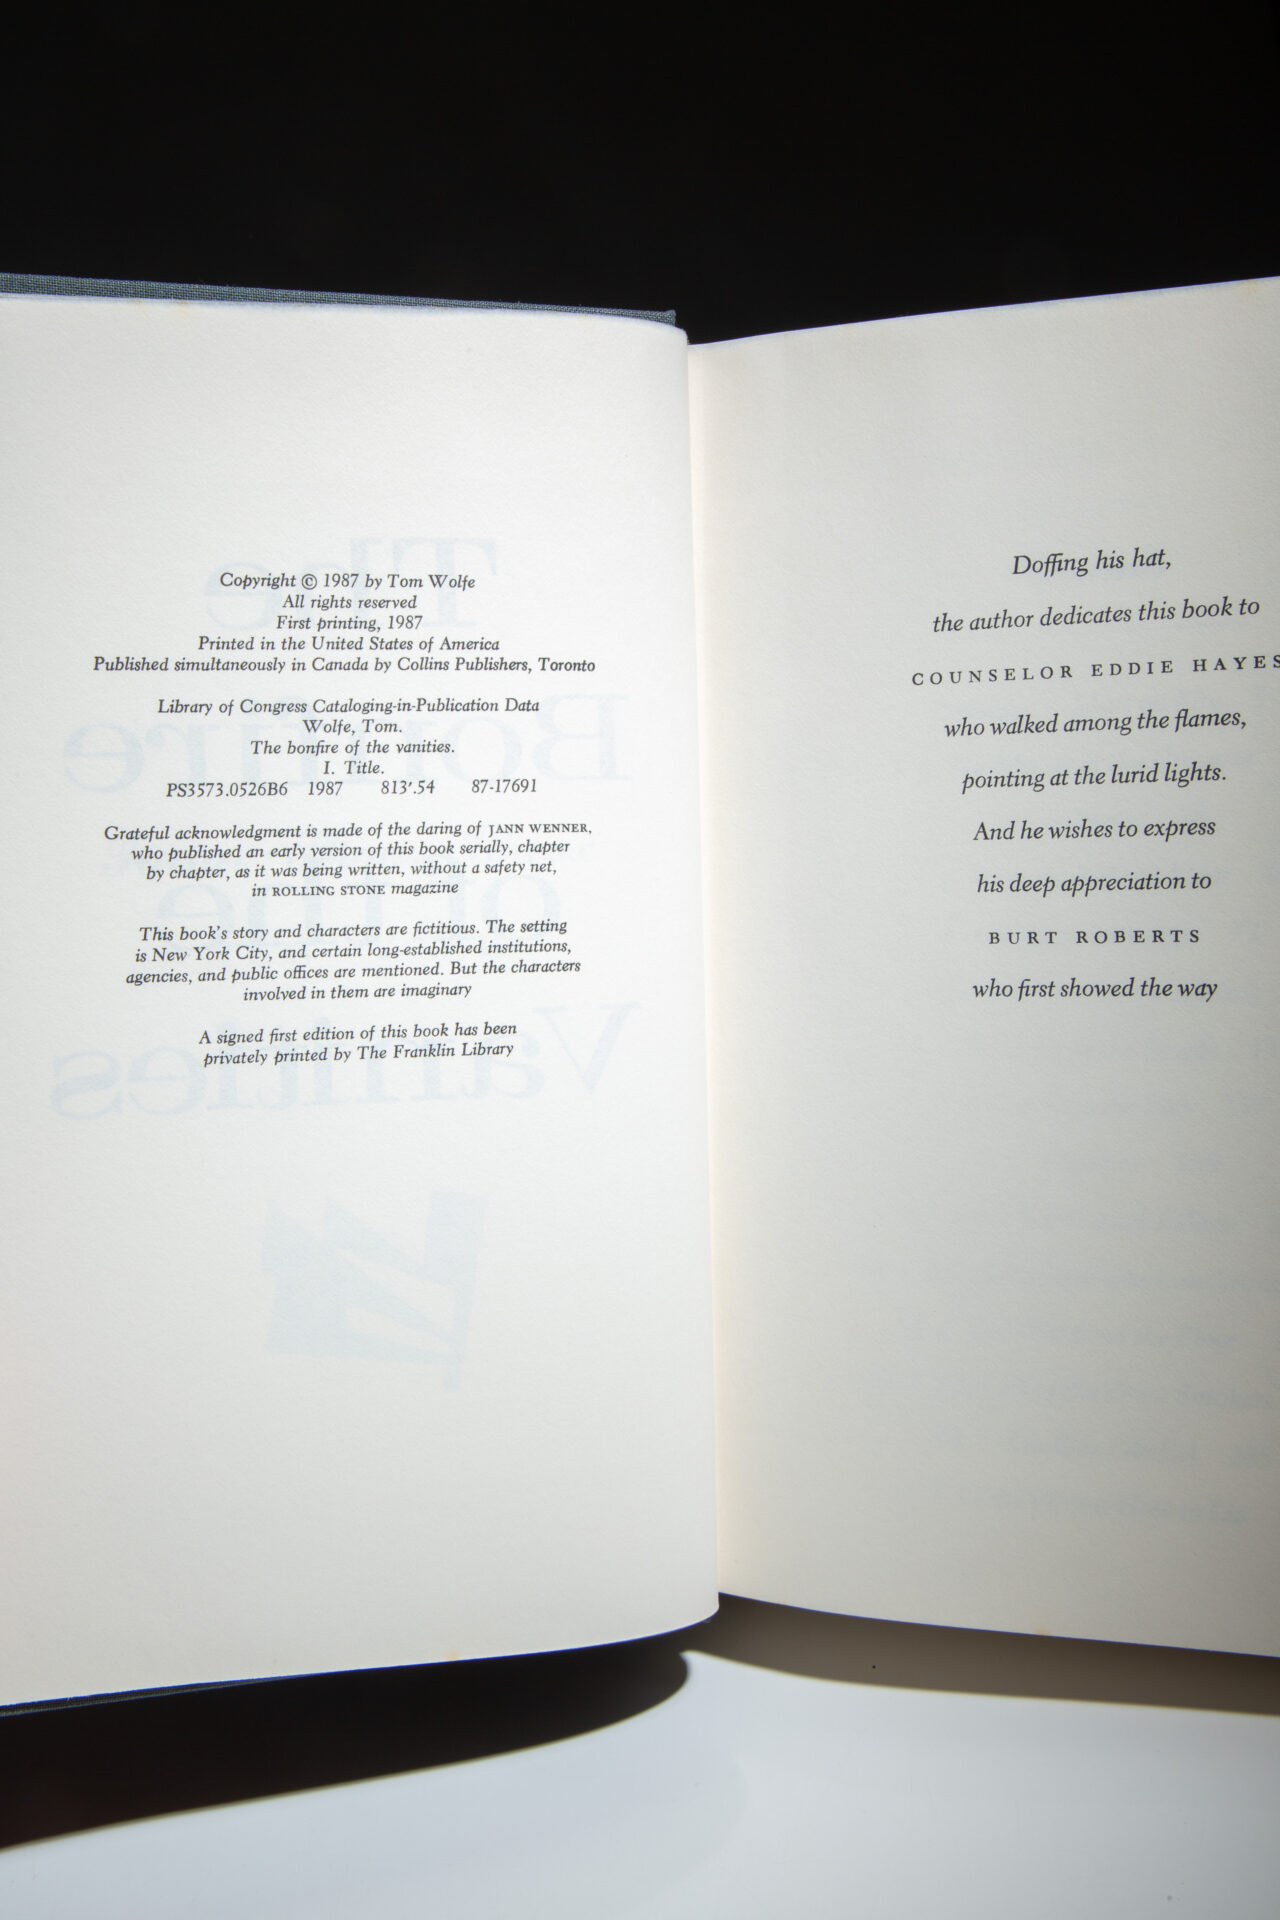 Copyright © 1987 by Tom Wolfe
All rights reserved
First printing, 1987
Printed in the United States of America
Published simultaneously in Canada by Collins Publishers, Toronto
Library of Congress Cataloging-in-Publication Data
Wolfe, Tom.
The bonfire of the vanities.
I. Title.
PS3573.0526B6 1987 813'.54 87-17691
Grateful acknowledgment is made of the daring of JANN WENNER,
who published an early version of this book serially, chapter
by chapter, as it was being written, without a safety net,
in ROLLING STONE magazine
This book's story and characters are fictitious. The setting
is New York City, and certain long-established institutions,
agencies, and public offices are mentioned. But the characters
involved in them are imaginary
A signed first edition of this book has been
privately printed by The Franklin Library
Doffing his hat,
the author dedicates this book to
COUNSELOR EDDIE HAYES
who walked among the flames,
pointing at the lurid lights.
And he wishes to express
his deep appreciation to
BURT ROBERTS
who first showed the way